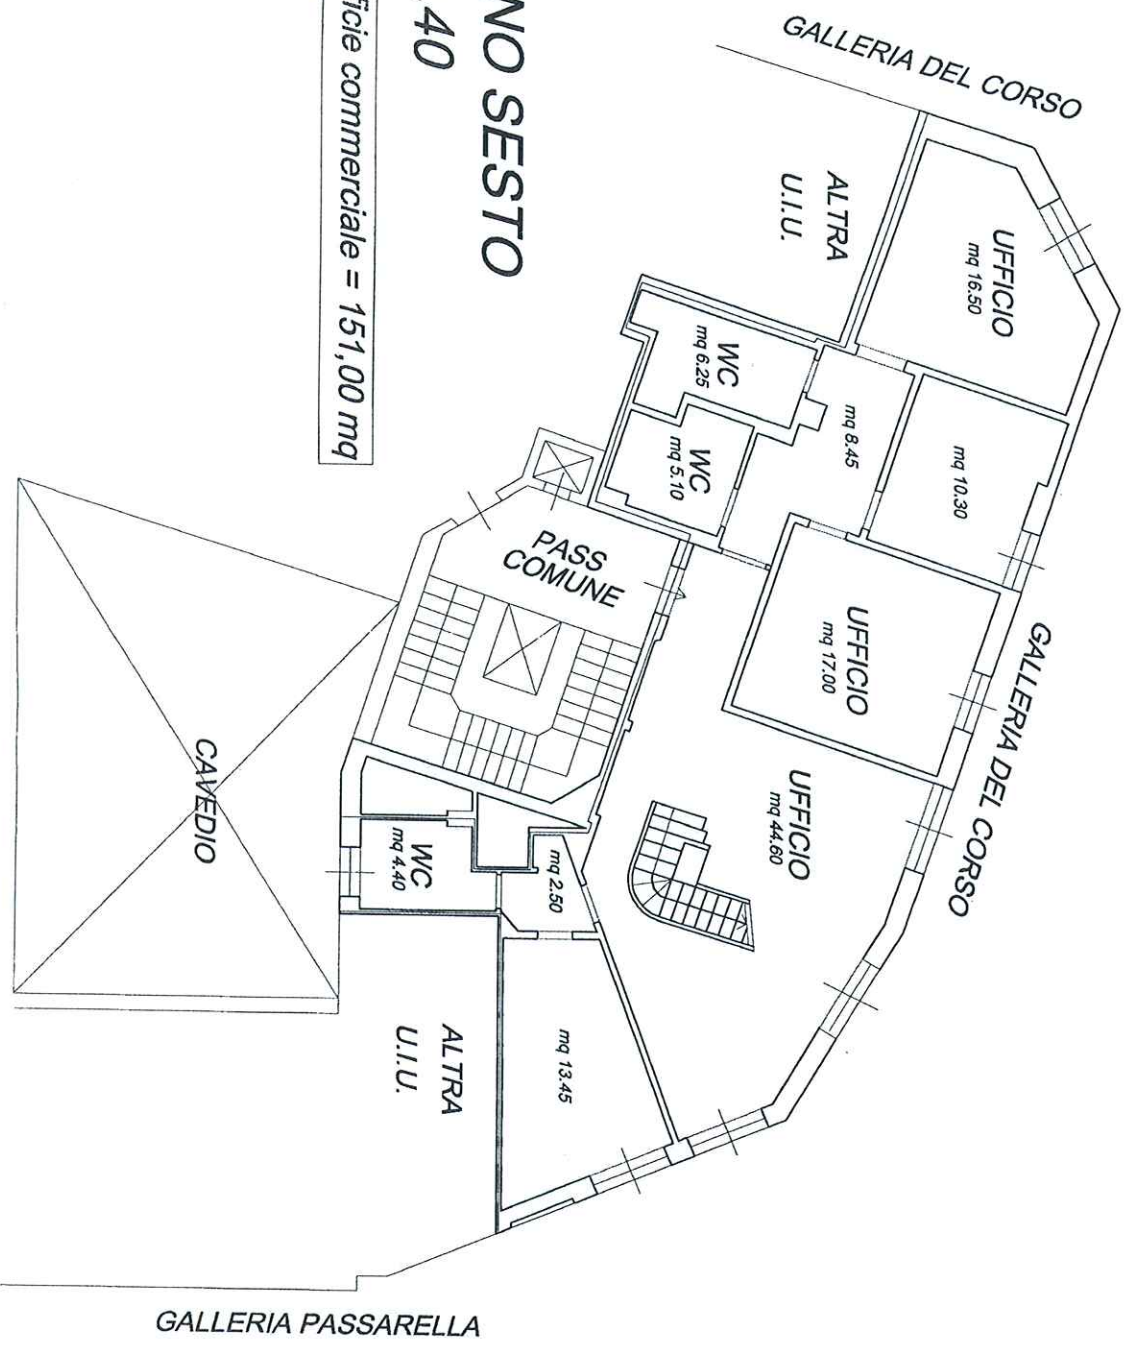 GALLERIA DEL CORSO
NO SESTO
.40
ficie commerciale = 151,00 mq
ALTRA
U.I.U.
UFFICIO
mq 16.50
WC
mq 6.25
mq 8.45
mq 10.30
WC
mq 5.10
PASS
COMUNE
UFFICIO
mq 17.00
GALLERIA DEL CORSO
UFFICIO
mq 44.60
CAVEDIO
WC
mq 4.40
mq 2.50
ALTRA
U.I.U.
mq 13.45
GALLERIA PASSARELLA